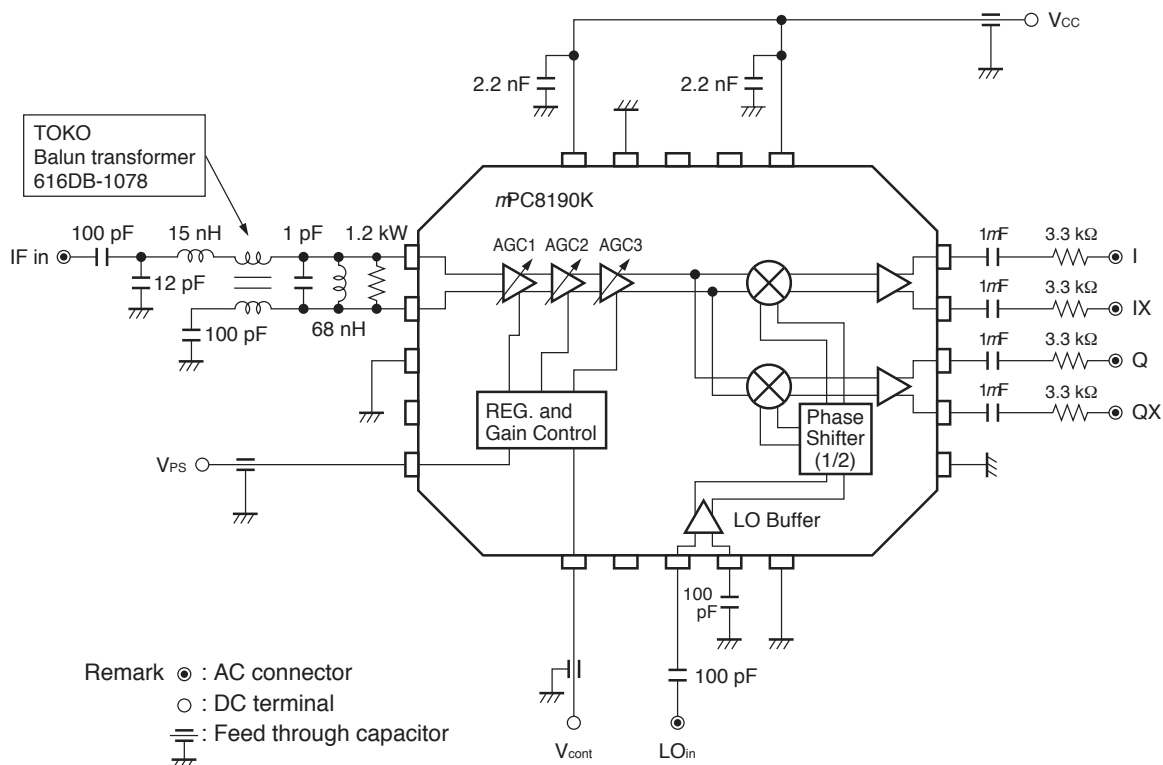 VCC
2.2 nF
2.2 nF
TOKO
Balun transformer
616DB-1078
mPC8190K
100 pF
15 nH
1 pF
1.2 kW
IF in
12 pF
100 pF
68 nH
AGC1
AGC2
AGC3
1mF
3.3 kΩ
I
1mF
3.3 kΩ
IX
1mF
3.3 kΩ
Q
1mF
3.3 kΩ
QX
REG. and
Gain Control
Phase
Shifter
(1/2)
VPS
LO Buffer
100
pF
100 pF
Vcont
LOin
Remark
: AC connector
: DC terminal
: Feed through capacitor